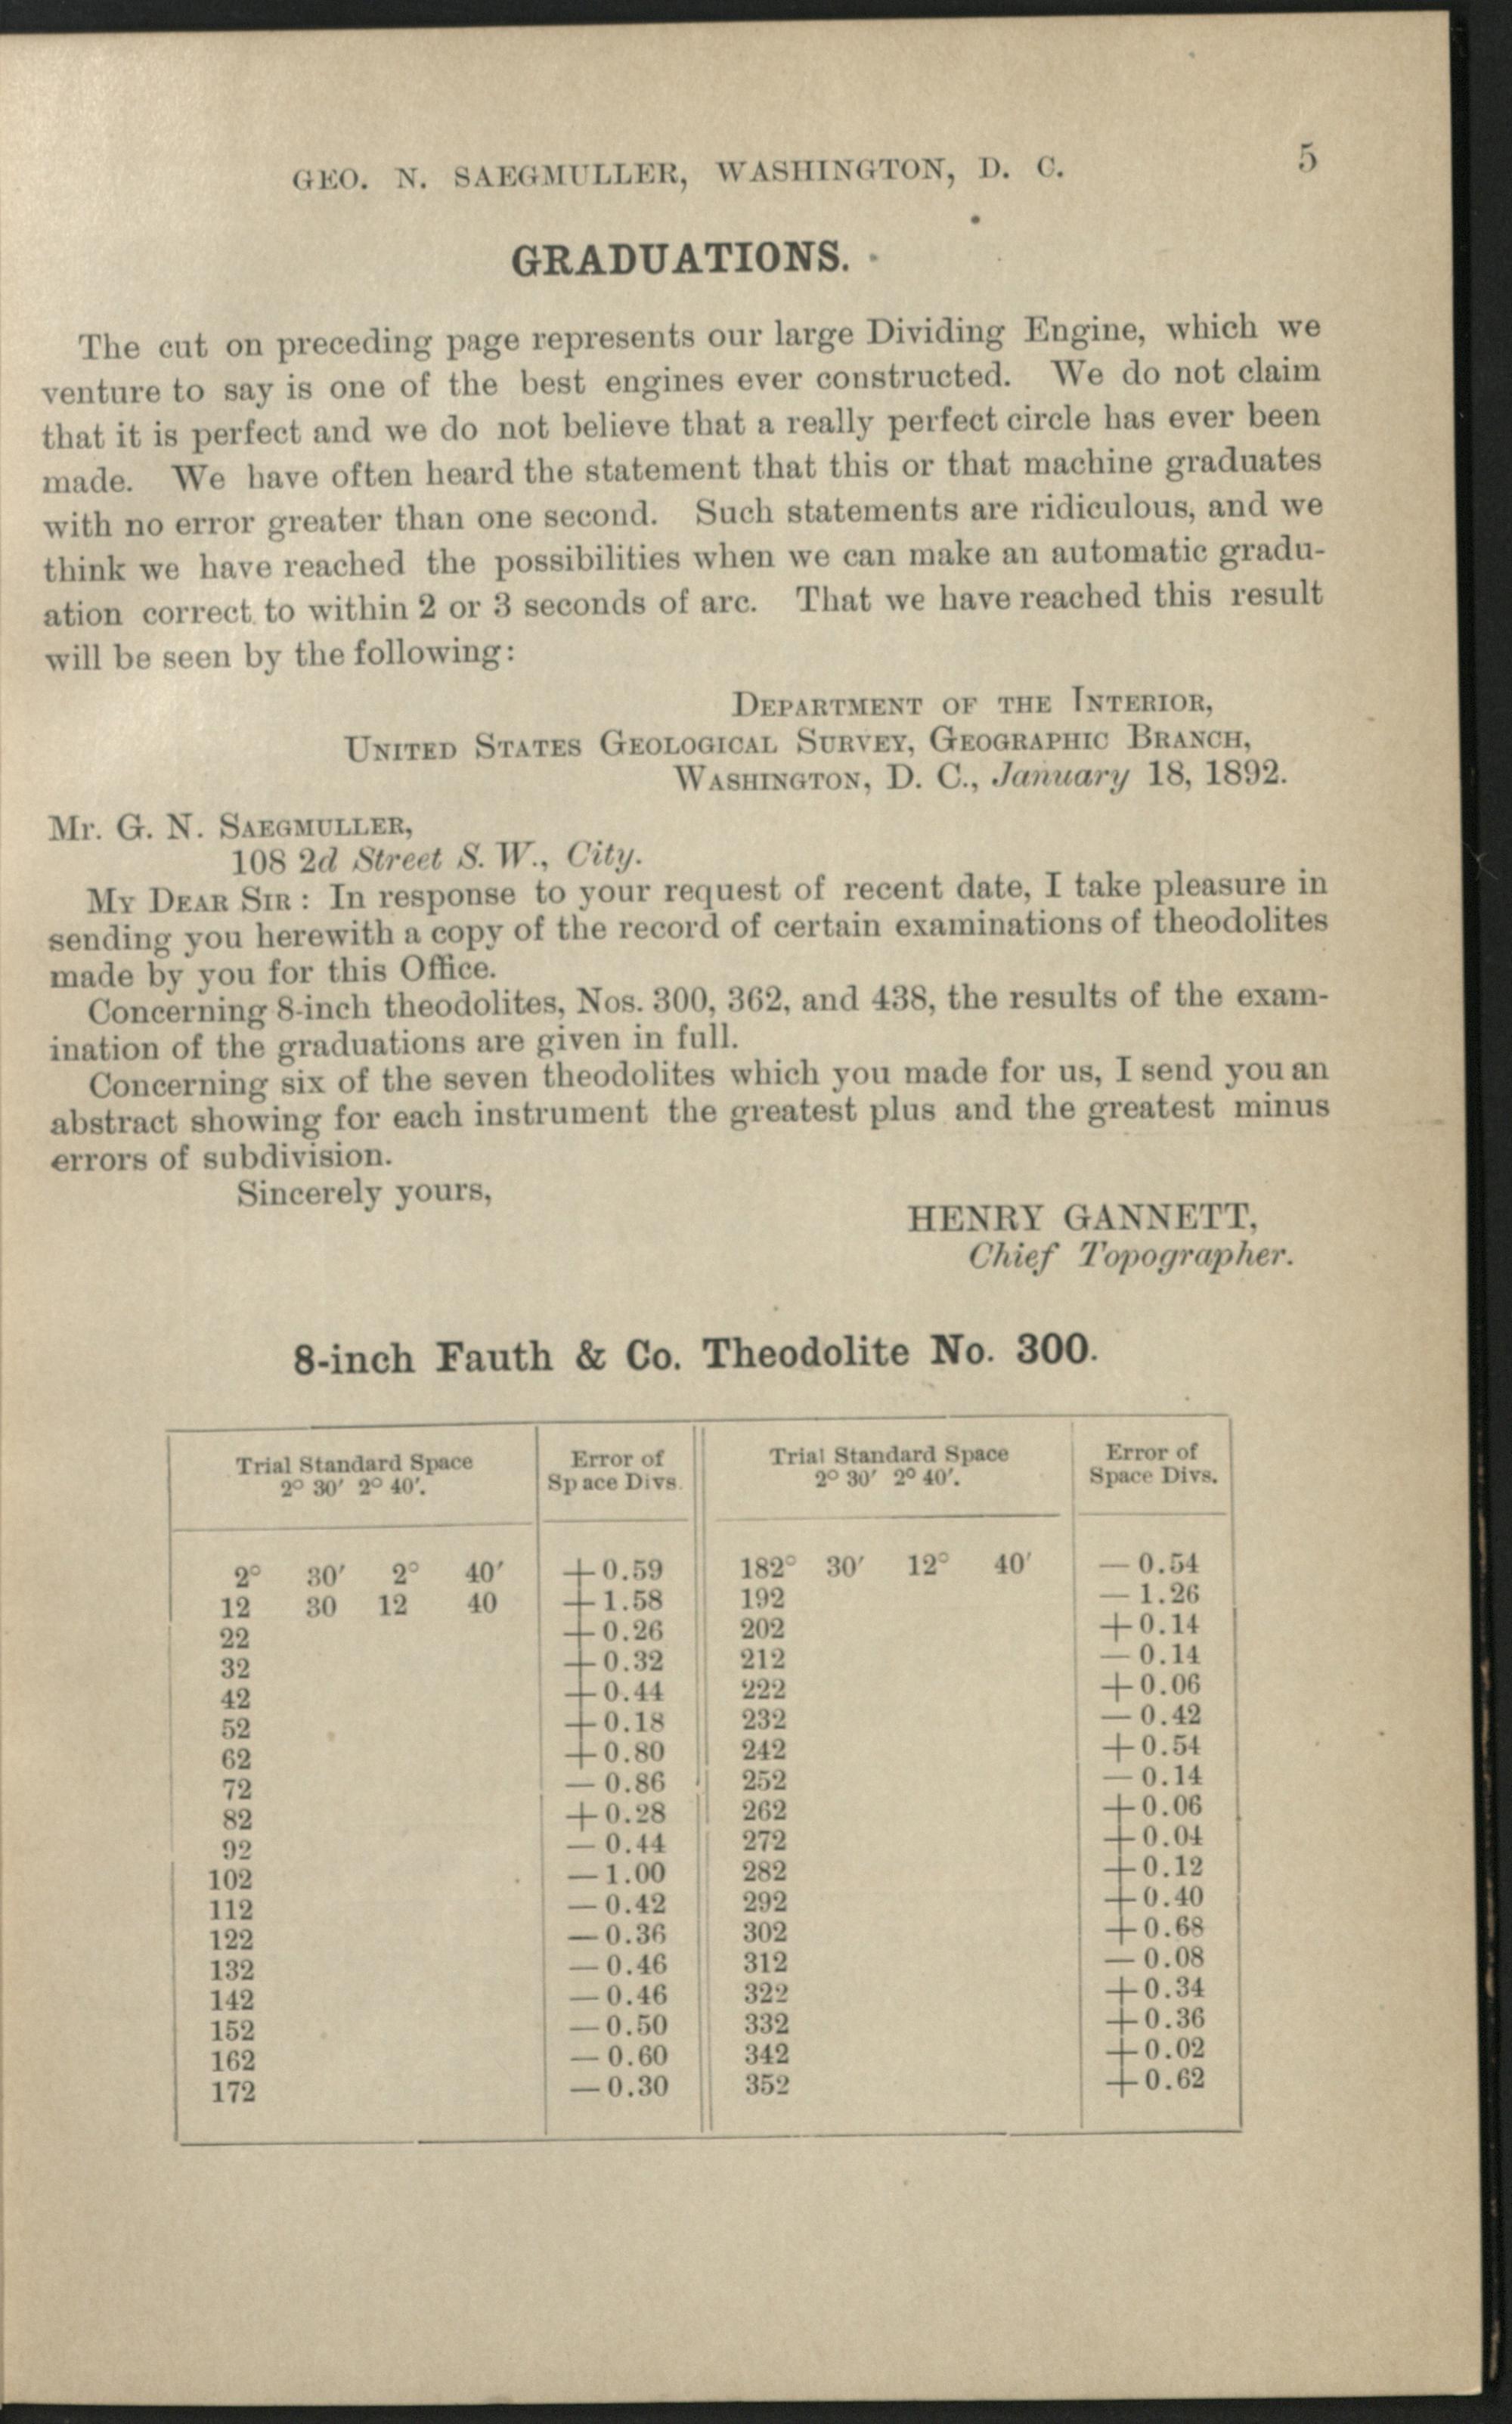 GEO. N. SAEGMULLER, WASHINGTON, D. C. 5
GRADUATIONS.
The cut on preceding page represents our large Dividing Engine, which we
venture to say is one of the best engines ever constructed. We do not claim
that it is perfect and we do not believe that a really perfect circle has ever been
made. We have often heard the statement that this or that machine graduates
with no error greater than one second. Such statements are ridiculous, and we
think we have reached the possibilities when we can make an automatic gradu-
ation correct to within 2 or 3 seconds of arc. That we have reached this result
will be seen by the following:
DEPARTMENT OF THE INTERIOR,
UNITED STATES GEOLOGICAL SURVEY, GEOGRAPHIC BRANCH,
WASHINGTON, D. C., January 18, 1892.
Mr. G. N. SAEGMULLER,
108 2d Street S. W., City.
MY DEAR SIR: In response to your request of recent date, I take pleasure in
sending you herewith a copy of the record of certain examinations of theodolites
made by you for this Office.
Concerning 8-inch theodolites, Nos. 300, 362, and 438, the results of the exam-
ination of the graduations are given in full.
Concerning six of the seven theodolites which you made for us, I send you an
abstract showing for each instrument the greatest plus and the greatest minus
errors of subdivision.
Sincerely yours,
HENRY GANNETT,
Chief Topographer.
8-inch Fauth & Co. Theodolite No. 300.
Trial Standard Space Error of Trial Standard Space Error of
2° 30′ 2° 40′. Space Divs. 2° 30′ 2° 40′. Space Divs.
2° 30′ 2° 40′ +0.59 182° 30′ 12° 40′ —0.54
12 30 12 40 +1.58 192 —1.26
22 +0.26 202 +0.14
32 +0.32 212 —0.14
42 +0.44 222 +0.06
52 +0.18 232 —0.42
62 +0.80 242 +0.54
72 —0.86 252 —0.14
82 +0.28 262 +0.06
92 —0.44 272 +0.04
102 —1.00 282 +0.12
112 —0.42 292 +0.40
122 —0.36 302 +0.68
132 —0.46 312 —0.08
142 —0.46 322 +0.34
152 —0.50 332 +0.36
162 —0.60 342 +0.02
172 —0.30 352 +0.62